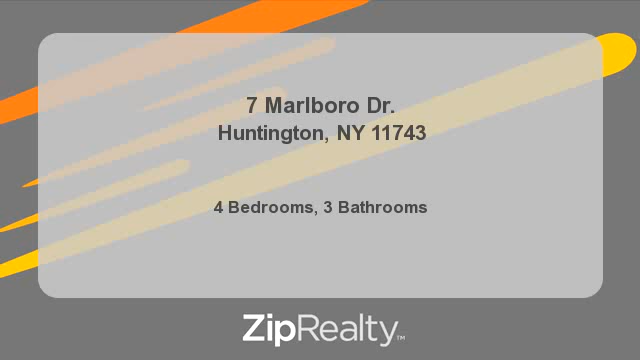 7 Marlboro Dr.
Huntington, NY 11743
4 Bedrooms, 3 Bathrooms
ZipRealty™